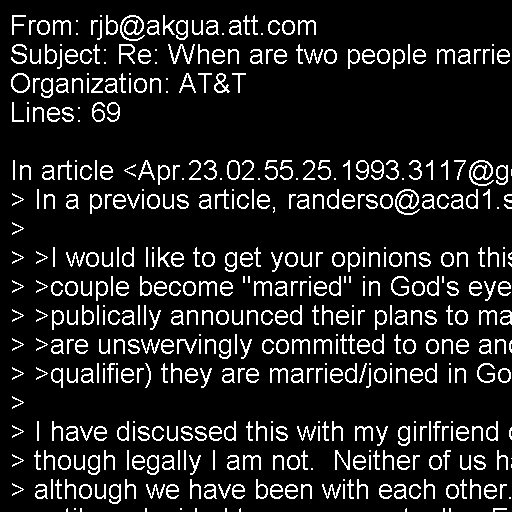 From: rjb@akgua.att.com
Subject: Re: When are two people marrie
Organization: AT&T
Lines: 69

In article <Apr.23.02.55.25.1993.3117@g
> In a previous article, randerso@acad1.s
>
> >I would like to get your opinions on this
> >couple become "married" in God's eye
> >publically announced their plans to ma
> >are unswervingly committed to one and
> >qualifier) they are married/joined in Go
>
> I have discussed this with my girlfriend
> though legally I am not.  Neither of us ha
> although we have been with each other.